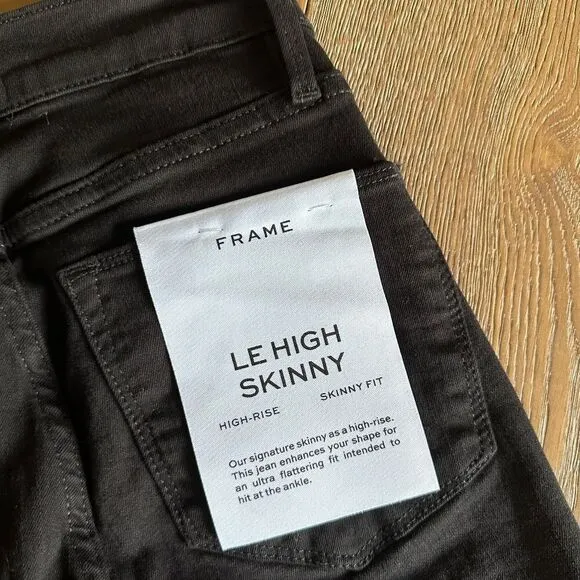 FRAME
LE HIGH
SKINNY
HIGH-RISE SKINNY FIT
Our signature skinny as a high-rise.
This jean enhances your shape for
an ultra flattering fit intended to
hit at the ankle.